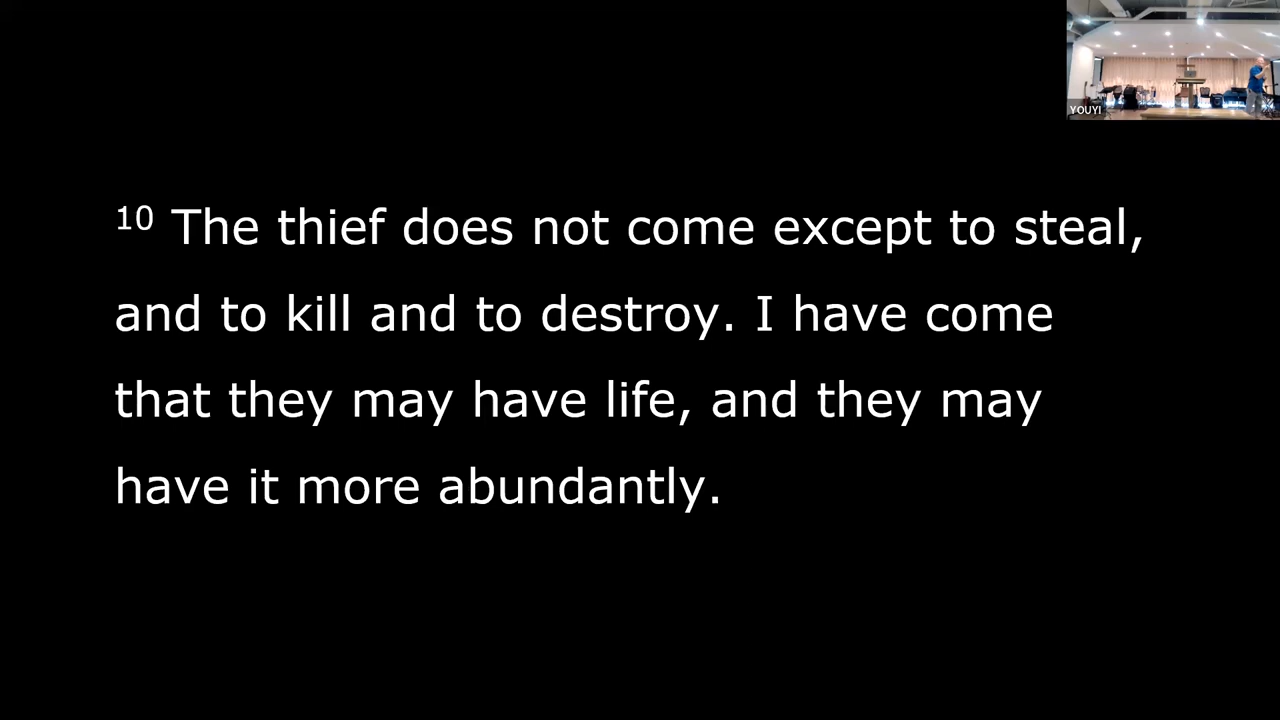 YOUYI
10 The thief does not come except to steal,
and to kill and to destroy. I have come
that they may have life, and they may
have it more abundantly.